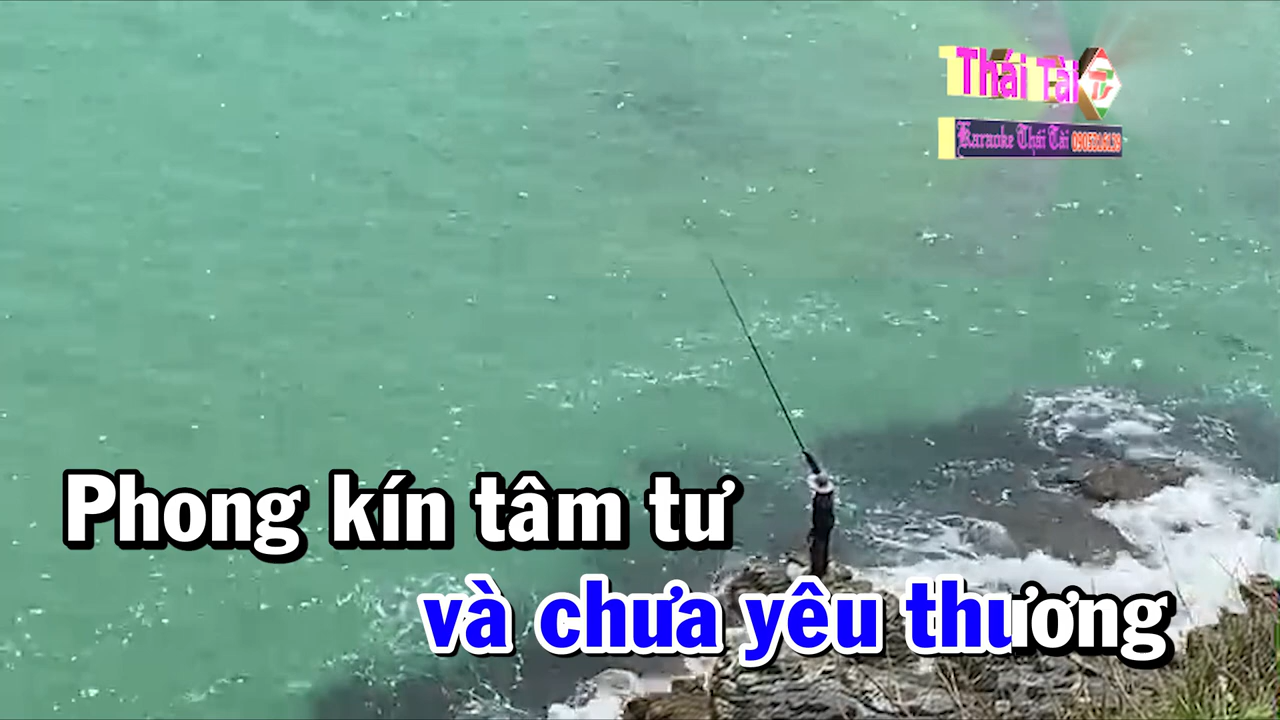 Thái Tài
Karaoke Thái Tài
Phong kín tâm tư
và chưa yêu thương